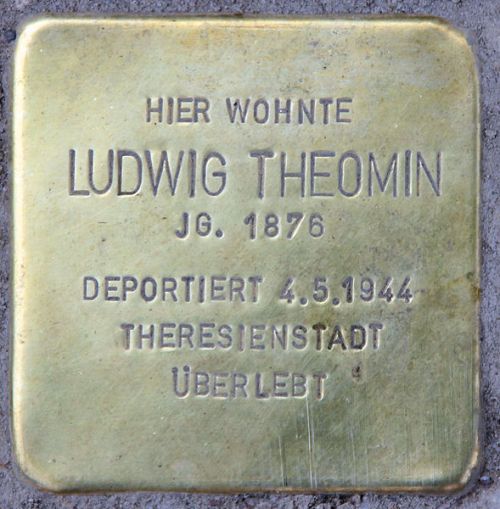 HIER WOHNTE
LUDWIG THEOMIN
JG. 1876
DEPORTIERT 4.5.1944
THERESIENSTADT
ÜBERLEBT